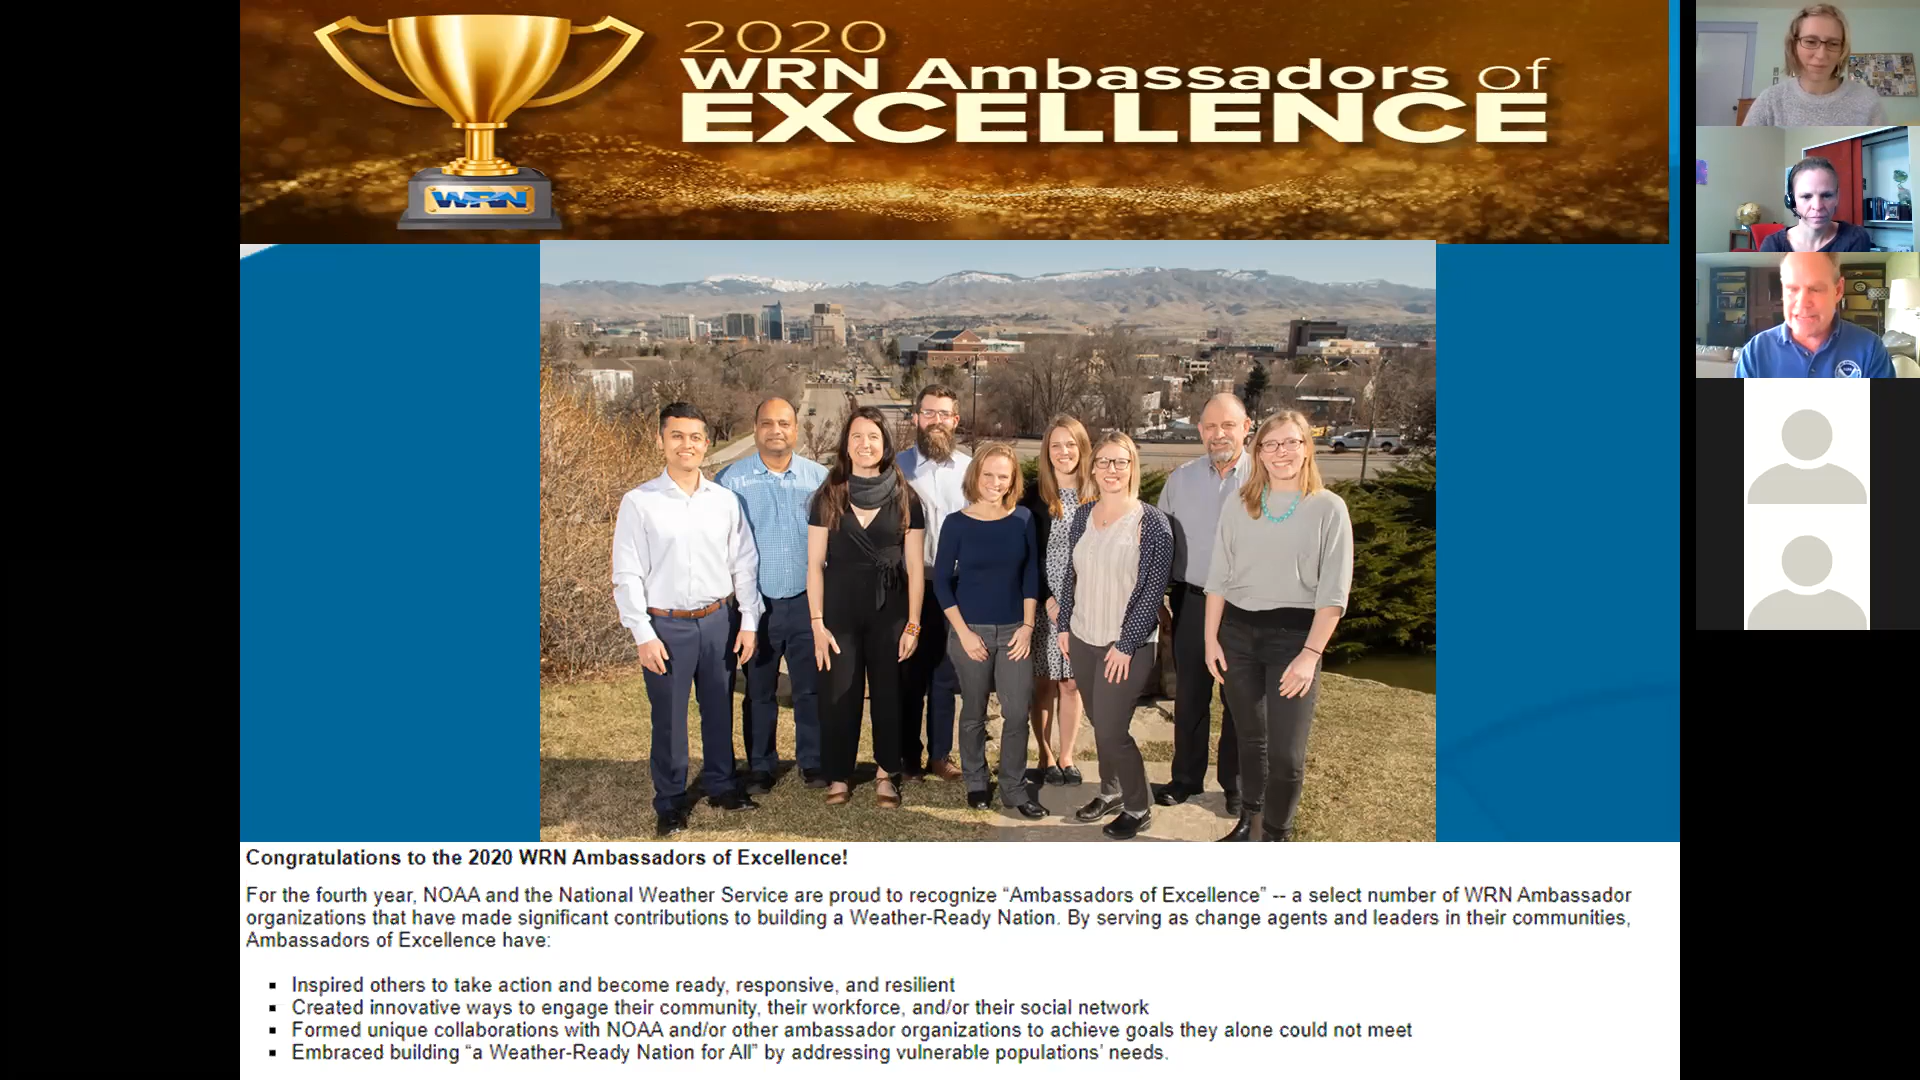 2020
WRN Ambassadors of
EXCELLENCE
WRN
Congratulations to the 2020 WRN Ambassadors of Excellence!
For the fourth year, NOAA and the National Weather Service are proud to recognize “Ambassadors of Excellence” -- a select number of WRN Ambassador
organizations that have made significant contributions to building a Weather-Ready Nation. By serving as change agents and leaders in their communities,
Ambassadors of Excellence have:
▪ Inspired others to take action and become ready, responsive, and resilient
▪ Created innovative ways to engage their community, their workforce, and/or their social network
▪ Formed unique collaborations with NOAA and/or other ambassador organizations to achieve goals they alone could not meet
▪ Embraced building “a Weather-Ready Nation for All” by addressing vulnerable populations’ needs.